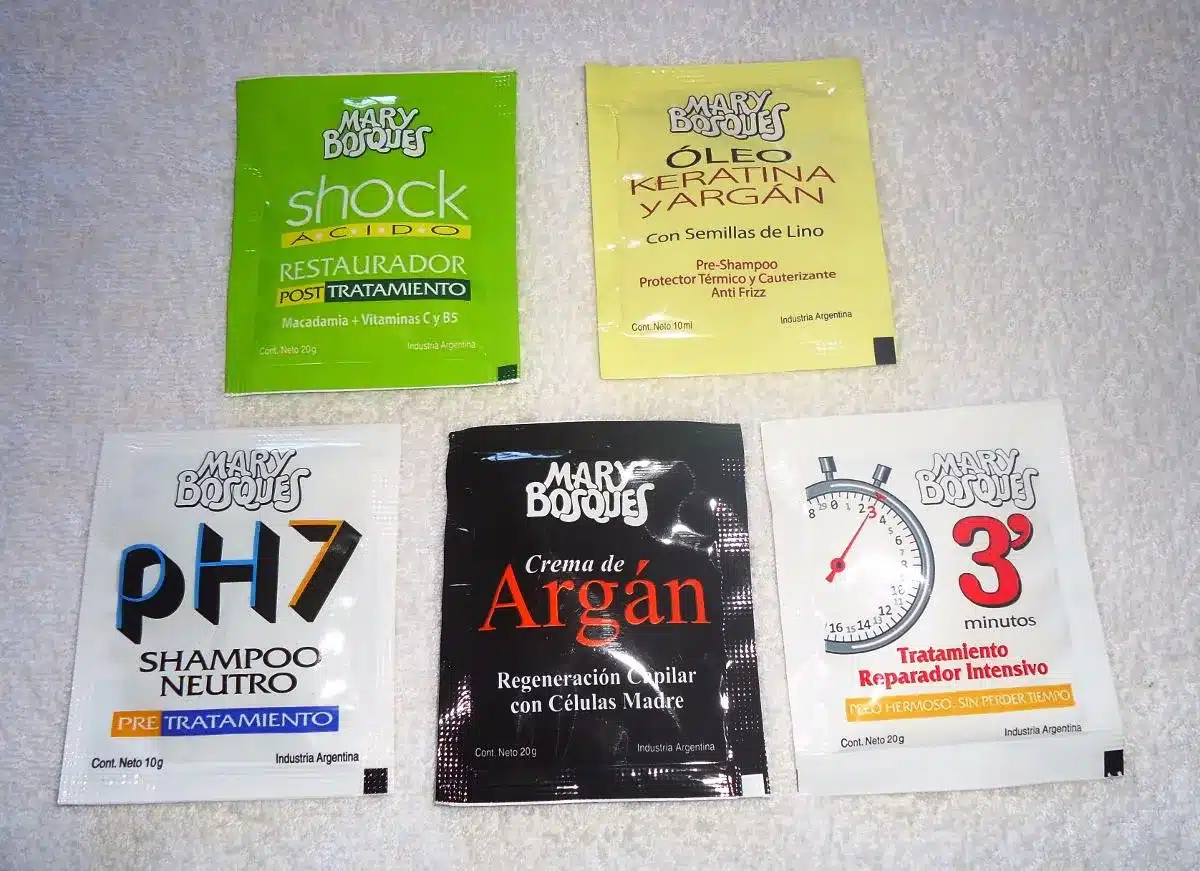 MARY
BOSQUES
shock
A·C·I·D·O
RESTAURADOR
POST TRATAMIENTO
Macadamia + Vitaminas C y B5
Cont. Neto 20g Industria Argentina
MARY
BOSQUES
ÓLEO
KERATINA
y ARGÁN
Con Semillas de Lino
Pre-Shampoo
Protector Térmico y Cauterizante
Anti Frizz
Cont. Neto 10ml Industria Argentina
MARY
BOSQUES
pH7
SHAMPOO
NEUTRO
PRE TRATAMIENTO
Cont. Neto 10g Industria Argentina
MARY
BOSQUES
Crema de
Argán
Regeneración Capilar
con Células Madre
Cont. Neto 20g Industria Argentina
MARY
BOSQUES
3’
minutos
Tratamiento
Reparador Intensivo
PELO HERMOSO. SIN PERDER TIEMPO
Cont. Neto 20g Industria Argentina